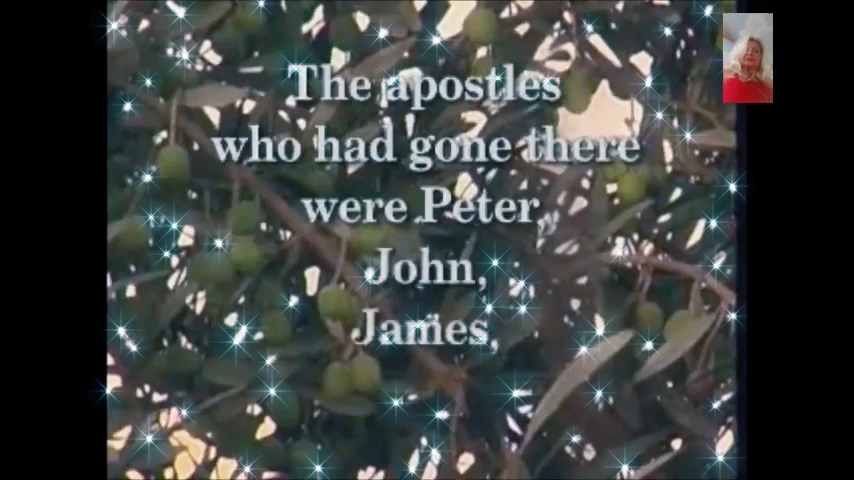 The apostles
who had gone there
were Peter,
John,
James,